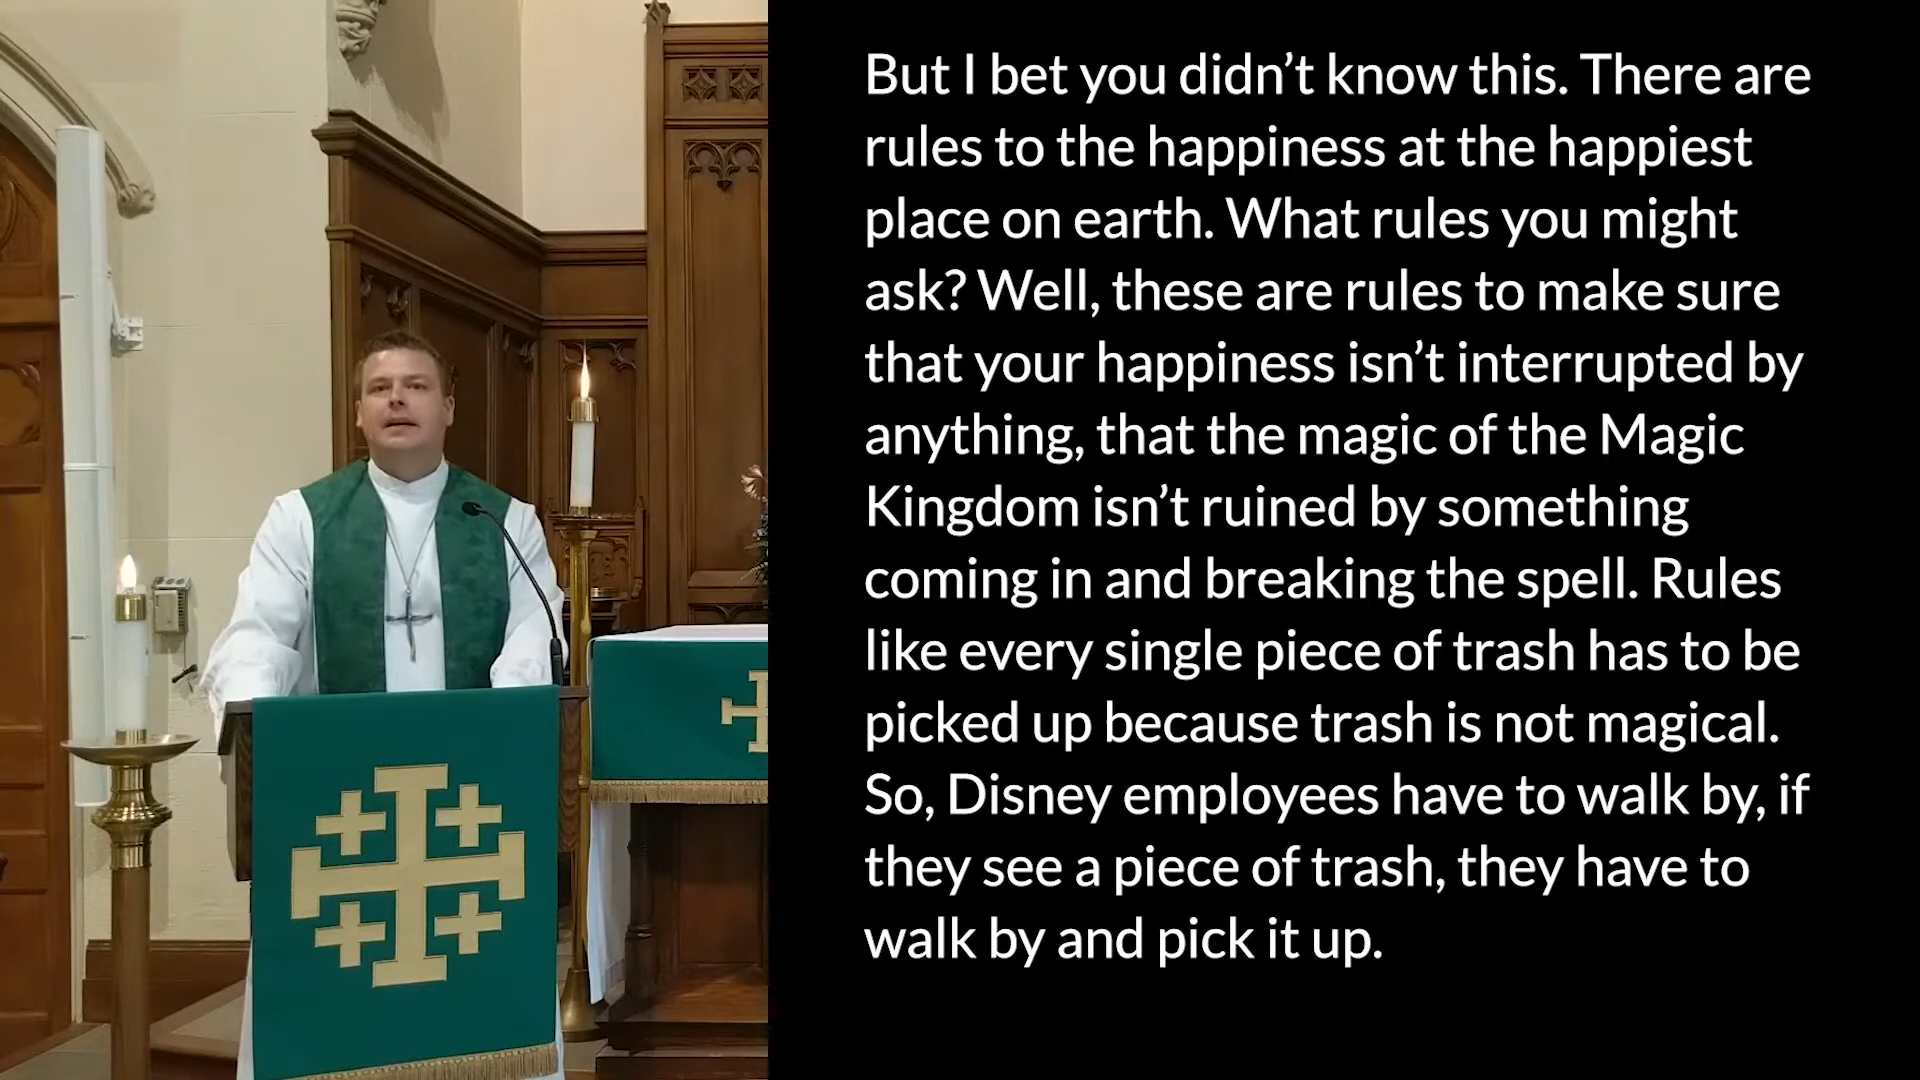 But I bet you didn’t know this. There are
rules to the happiness at the happiest
place on earth. What rules you might
ask? Well, these are rules to make sure
that your happiness isn’t interrupted by
anything, that the magic of the Magic
Kingdom isn’t ruined by something
coming in and breaking the spell. Rules
like every single piece of trash has to be
picked up because trash is not magical.
So, Disney employees have to walk by, if
they see a piece of trash, they have to
walk by and pick it up.